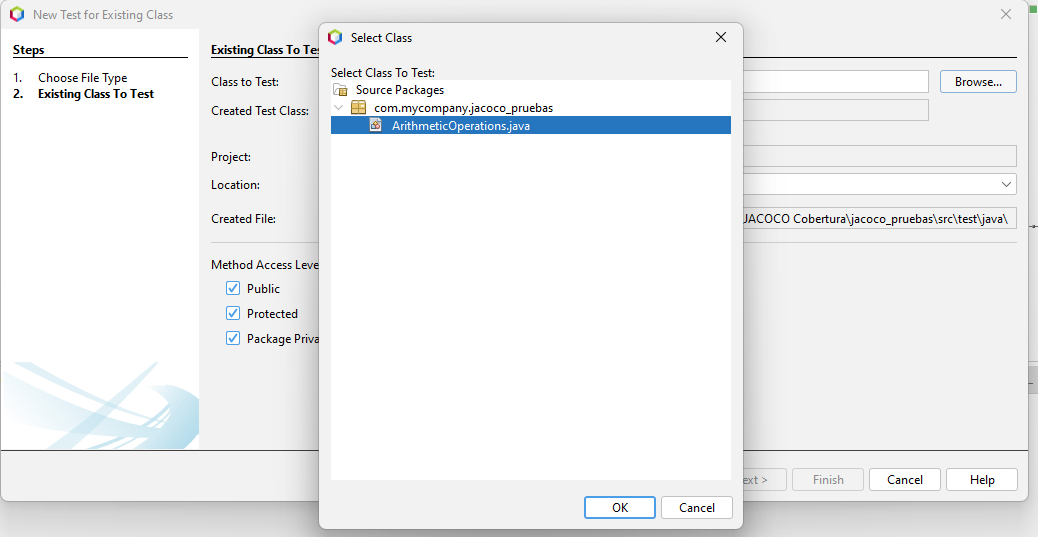 New Test for Existing Class
Steps
1. Choose File Type
2. Existing Class To Test
Existing Class To Tes
Class to Test:
Browse...
Created Test Class:
Project:
Location:
Created File:
JACOCO Cobertura\jacoco_pruebas\src\test\java\
Method Access Leve
Public
Protected
Package Priva
ext >
Finish
Cancel
Help
Select Class
Select Class To Test:
Source Packages
com.mycompany.jacoco_pruebas
ArithmeticOperations.java
OK
Cancel